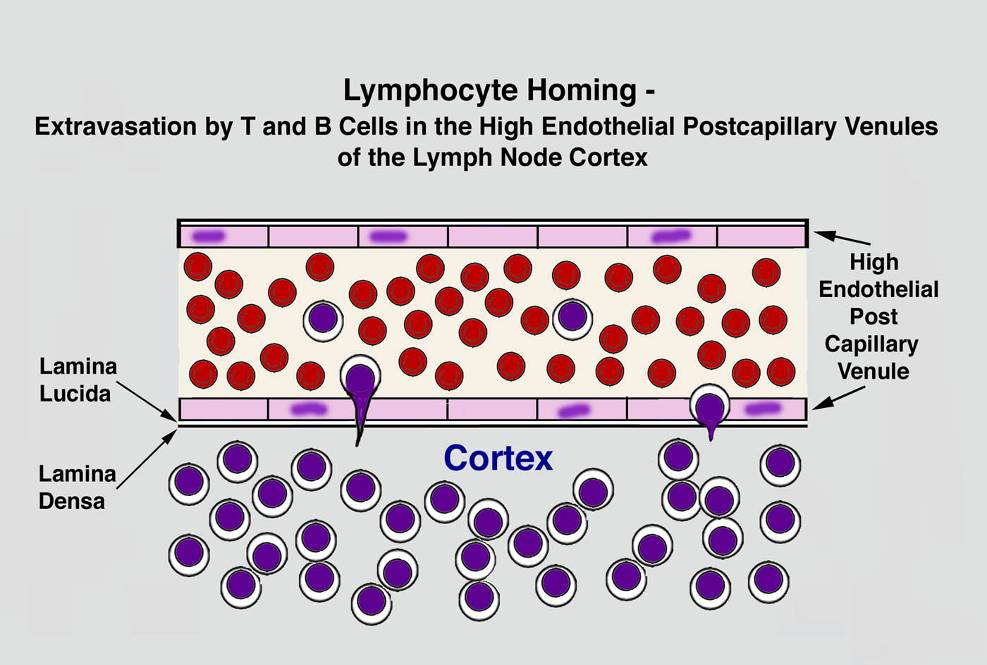 Lymphocyte Homing -
Extravasation by T and B Cells in the High Endothelial Postcapillary Venules
of the Lymph Node Cortex
High
Endothelial
Post
Capillary
Venule
Lamina
Lucida
Lamina
Densa
Cortex